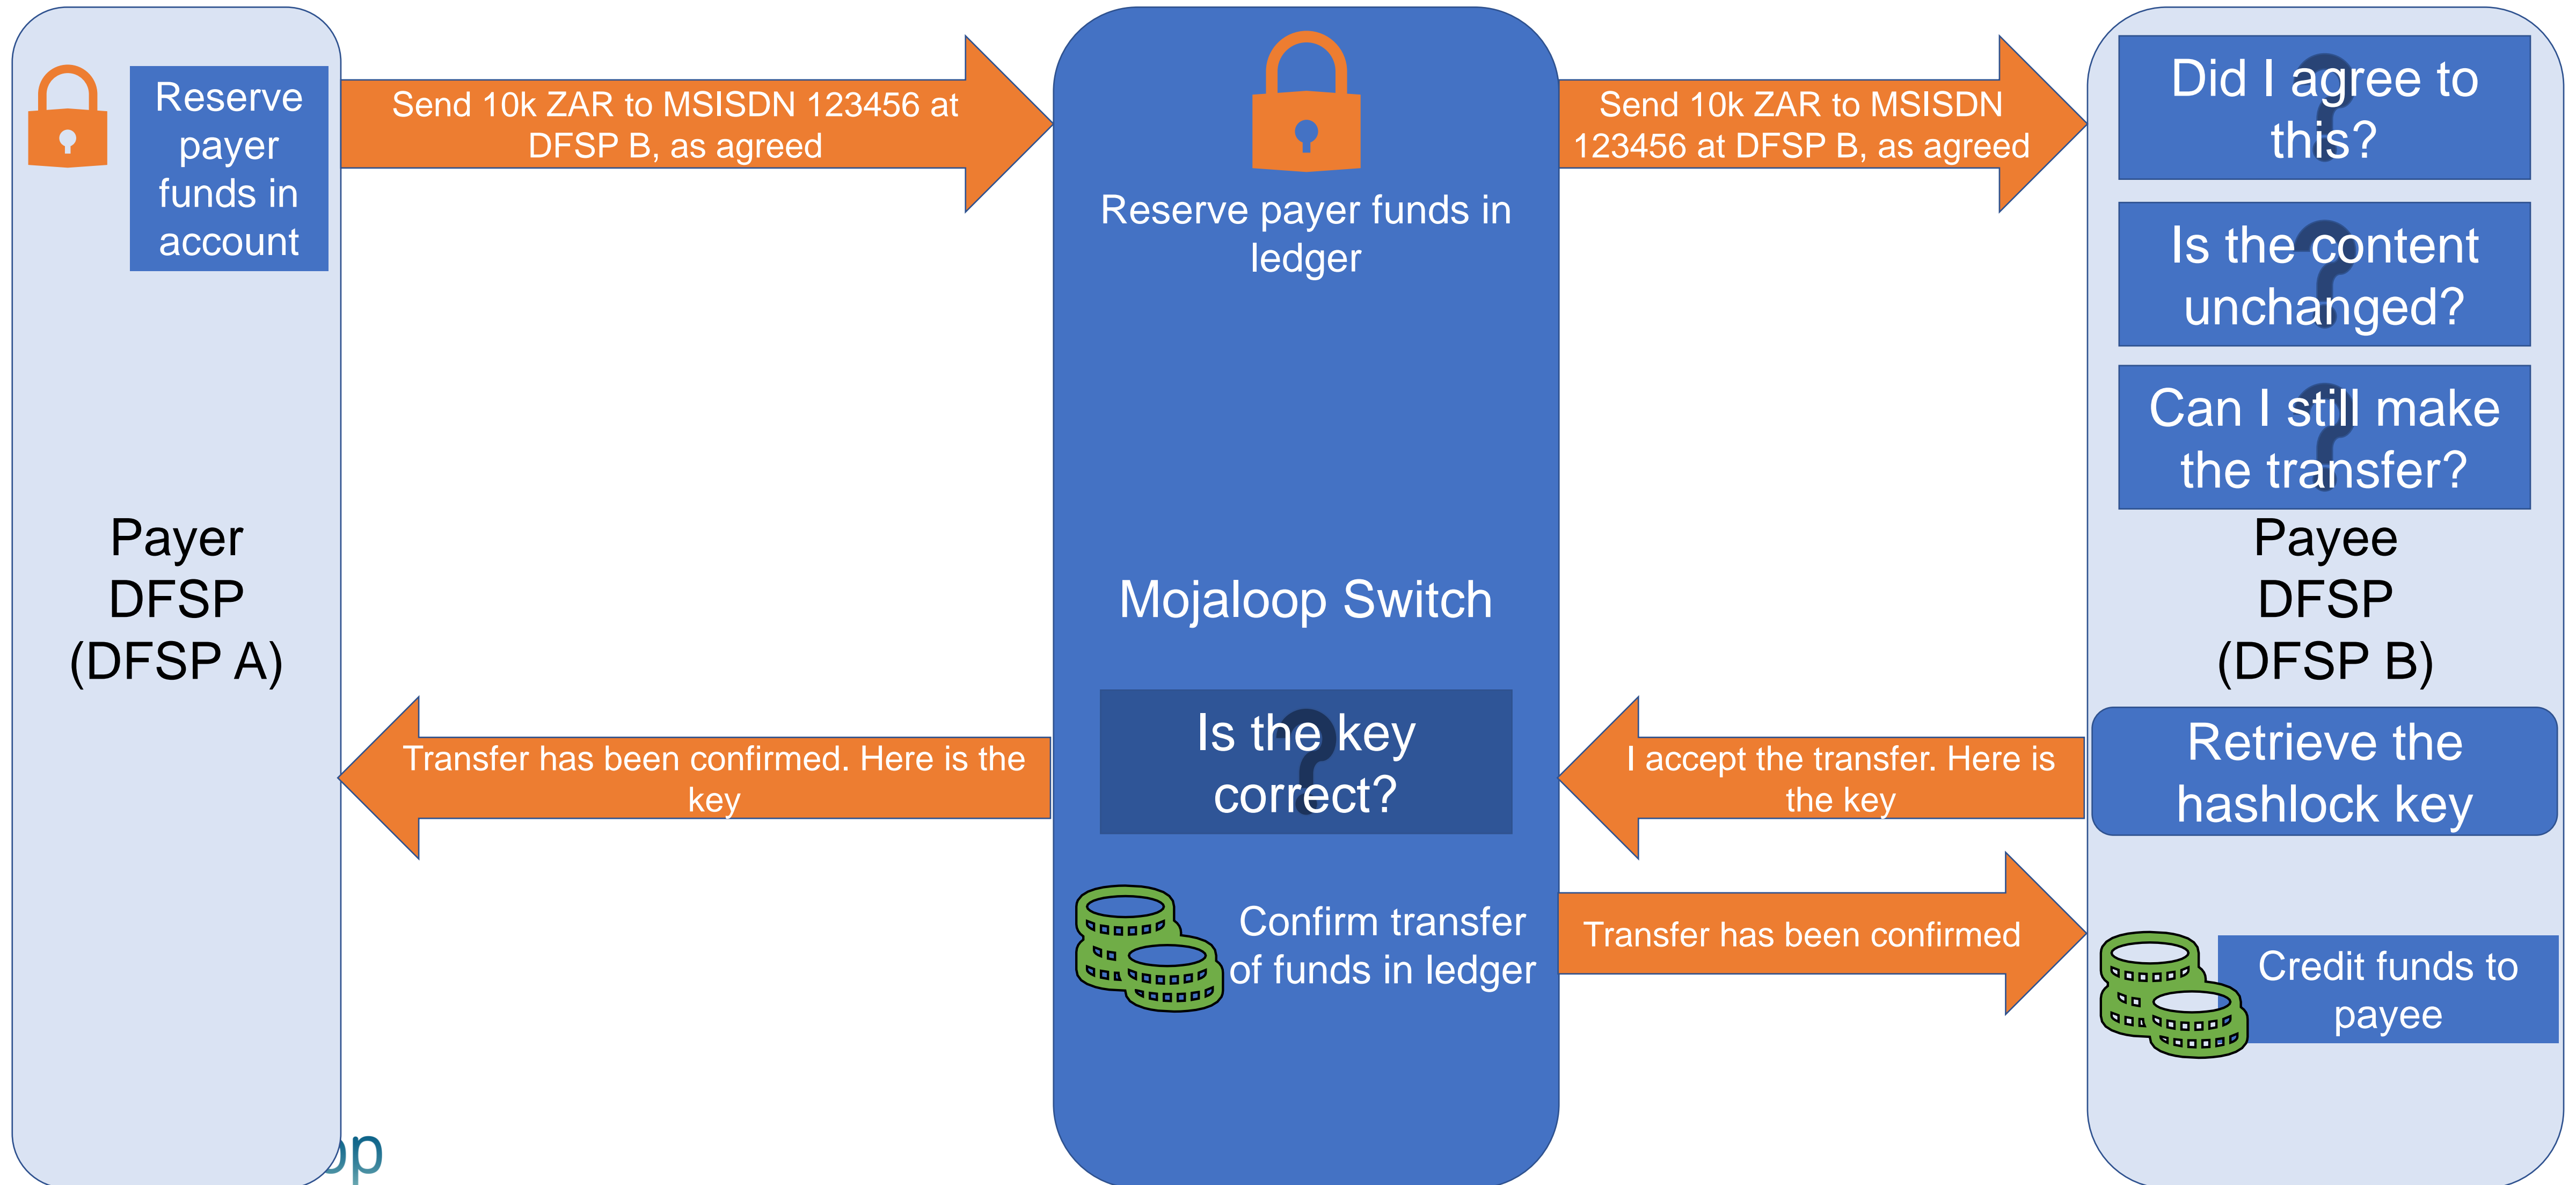 Reserve
payer
funds in
account
Send 10k ZAR to MSISDN 123456 at
DFSP B, as agreed
Reserve payer funds in
ledger
Send 10k ZAR to MSISDN
123456 at DFSP B, as agreed
Did I agree to
this?
Is the content
unchanged?
Can I still make
the transfer?
Payer
DFSP
(DFSP A)
Mojaloop Switch
Payee
DFSP
(DFSP B)
Retrieve the
hashlock key
I accept the transfer. Here is
the key
Is the key
correct?
Transfer has been confirmed. Here is the
key
Confirm transfer
of funds in ledger
Transfer has been confirmed
Credit funds to
payee